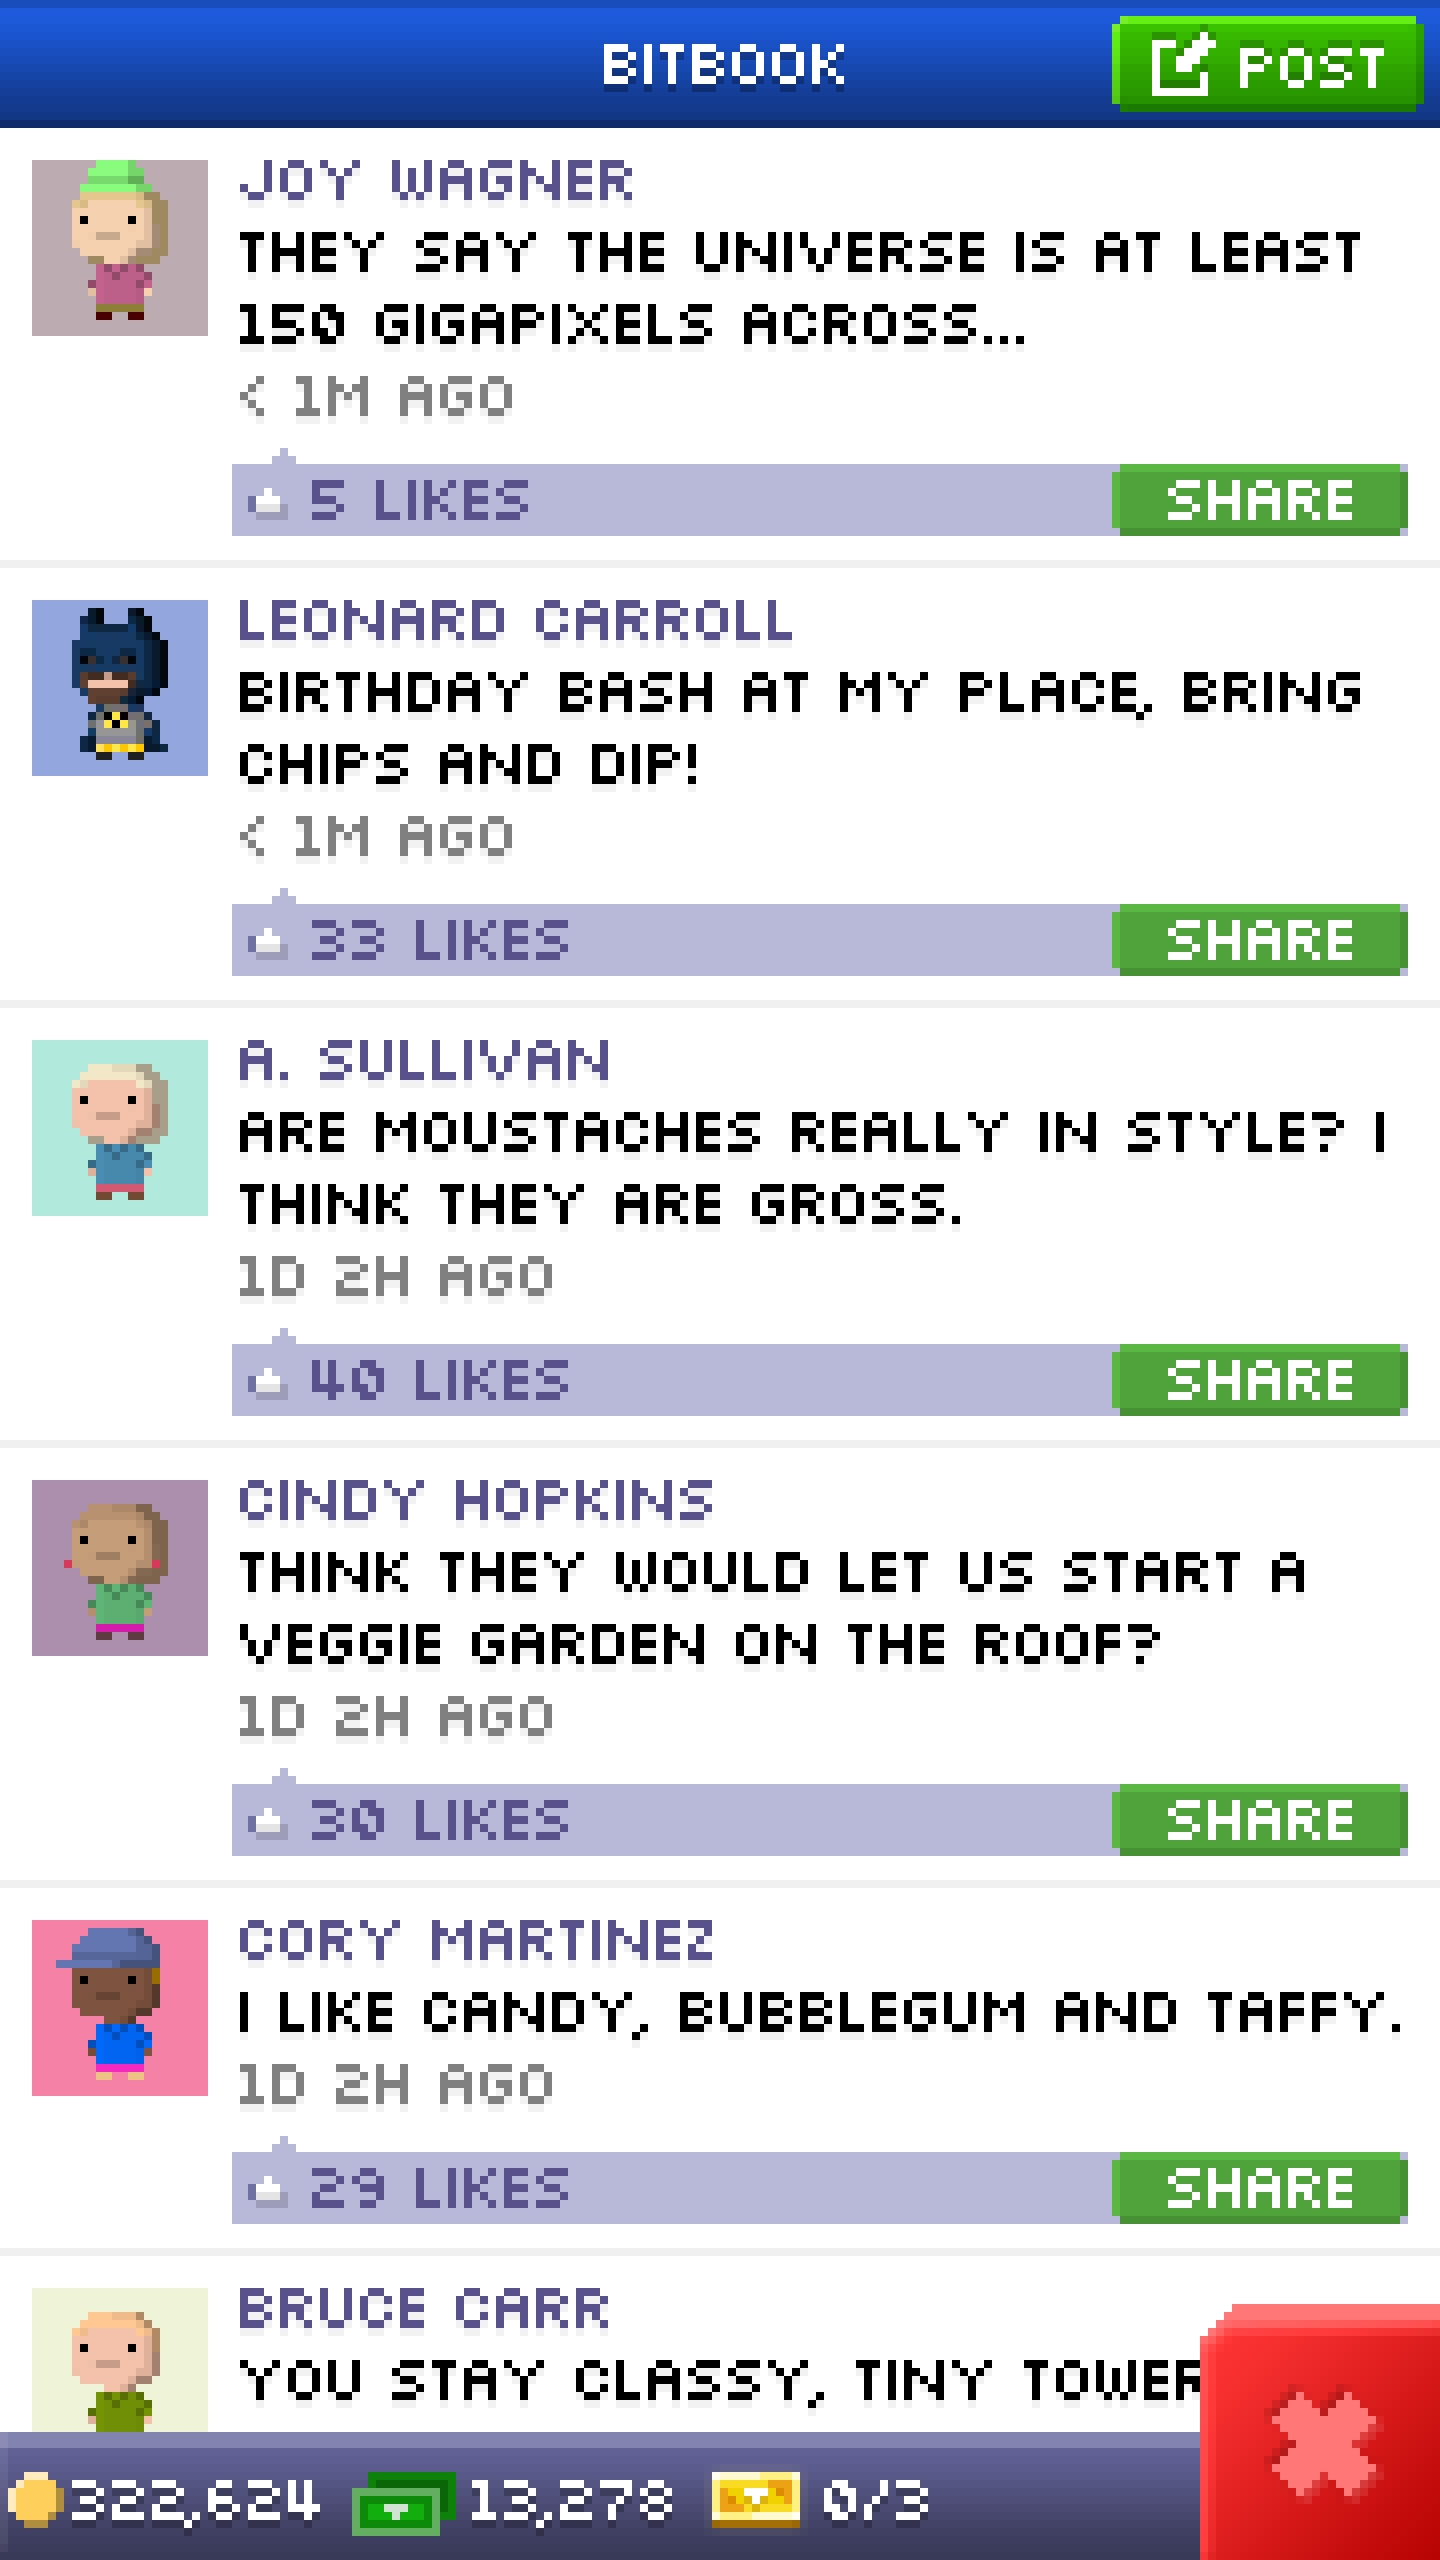 BITBOOK
POST
JOY WAGNER
THEY SAY THE UNIVERSE IS AT LEAST
150 GIGAPIXELS ACROSS...
< 1M AGO
5 LIKES
SHARE
LEONARD CARROLL
BIRTHDAY BASH AT MY PLACE, BRING
CHIPS AND DIP!
< 1M AGO
33 LIKES
SHARE
A. SULLIVAN
ARE MOUSTACHES REALLY IN STYLE? I
THINK THEY ARE GROSS.
1D 2H AGO
40 LIKES
SHARE
CINDY HOPKINS
THINK THEY WOULD LET US START A
VEGGIE GARDEN ON THE ROOF?
1D 2H AGO
30 LIKES
SHARE
CORY MARTINEZ
I LIKE CANDY, BUBBLEGUM AND TAFFY.
1D 2H AGO
29 LIKES
SHARE
BRUCE CARR
YOU STAY CLASSY, TINY TOWER
322,624
13,278
0/3